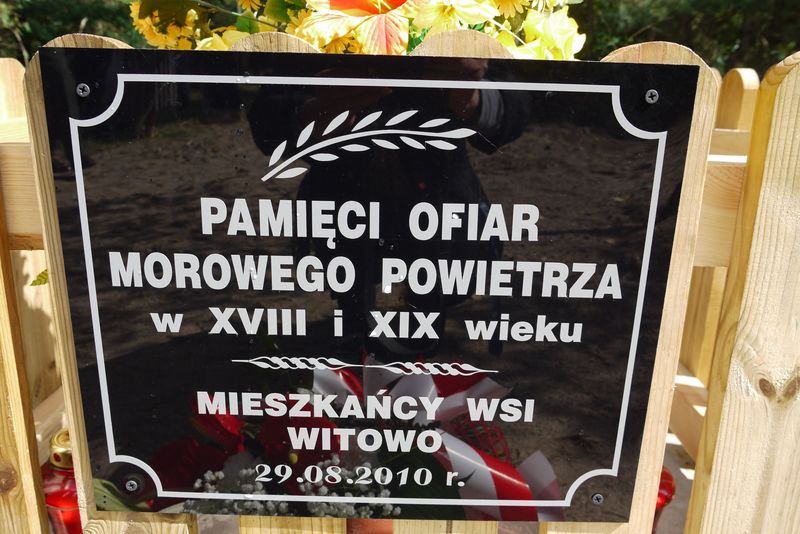 PAMIĘCI OFIAR
MOROWEGO POWIETRZA
w XVIII i XIX wieku
MIESZKAŃCY WSI
WITOWO
29.08.2010 r.